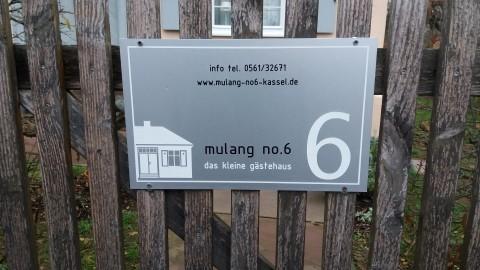 info tel. 0561/32671
www.mulang-no6-kassel.de
mulang no.6
das kleine gästehaus
6